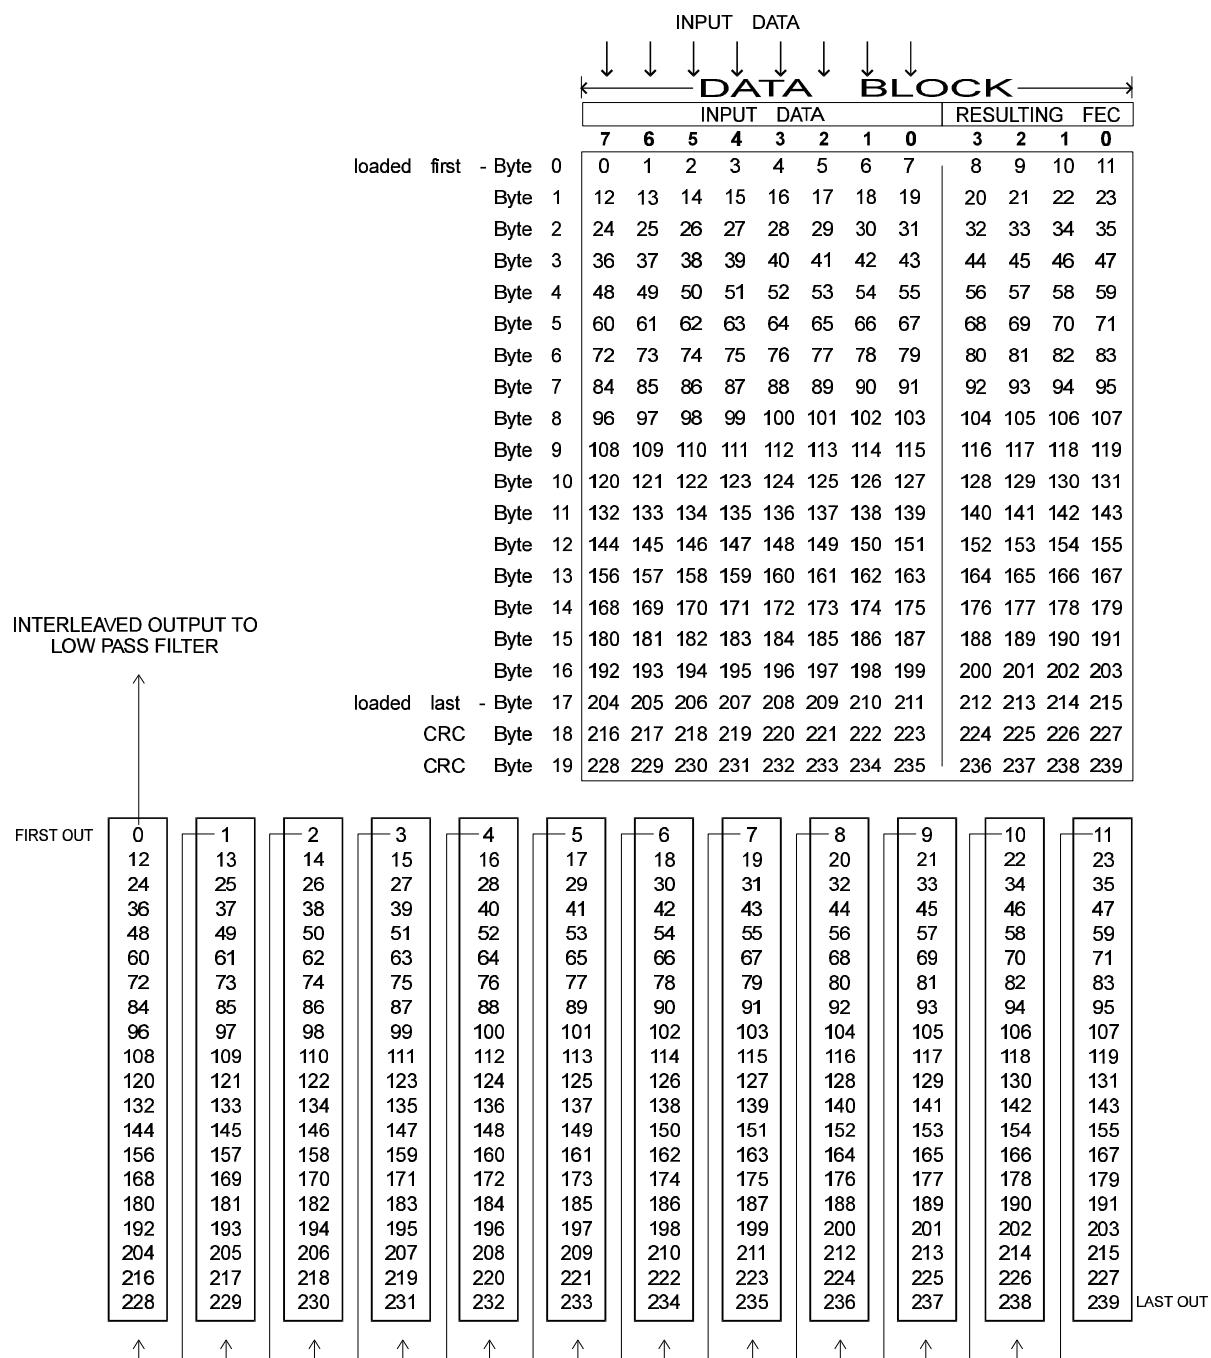 INPUT DATA
DATA BLOCK
INPUT DATA RESULTING FEC
7 6 5 4 3 2 1 0 3 2 1 0
loaded first - Byte 0 0 1 2 3 4 5 6 7 8 9 10 11
Byte 1 12 13 14 15 16 17 18 19 20 21 22 23
Byte 2 24 25 26 27 28 29 30 31 32 33 34 35
Byte 3 36 37 38 39 40 41 42 43 44 45 46 47
Byte 4 48 49 50 51 52 53 54 55 56 57 58 59
Byte 5 60 61 62 63 64 65 66 67 68 69 70 71
Byte 6 72 73 74 75 76 77 78 79 80 81 82 83
Byte 7 84 85 86 87 88 89 90 91 92 93 94 95
Byte 8 96 97 98 99 100 101 102 103 104 105 106 107
Byte 9 108 109 110 111 112 113 114 115 116 117 118 119
Byte 10 120 121 122 123 124 125 126 127 128 129 130 131
Byte 11 132 133 134 135 136 137 138 139 140 141 142 143
Byte 12 144 145 146 147 148 149 150 151 152 153 154 155
Byte 13 156 157 158 159 160 161 162 163 164 165 166 167
Byte 14 168 169 170 171 172 173 174 175 176 177 178 179
Byte 15 180 181 182 183 184 185 186 187 188 189 190 191
Byte 16 192 193 194 195 196 197 198 199 200 201 202 203
loaded last - Byte 17 204 205 206 207 208 209 210 211 212 213 214 215
CRC Byte 18 216 217 218 219 220 221 222 223 224 225 226 227
CRC Byte 19 228 229 230 231 232 233 234 235 236 237 238 239
INTERLEAVED OUTPUT TO
LOW PASS FILTER
FIRST OUT 0 1 2 3 4 5 6 7 8 9 10 11
12 13 14 15 16 17 18 19 20 21 22 23
24 25 26 27 28 29 30 31 32 33 34 35
36 37 38 39 40 41 42 43 44 45 46 47
48 49 50 51 52 53 54 55 56 57 58 59
60 61 62 63 64 65 66 67 68 69 70 71
72 73 74 75 76 77 78 79 80 81 82 83
84 85 86 87 88 89 90 91 92 93 94 95
96 97 98 99 100 101 102 103 104 105 106 107
108 109 110 111 112 113 114 115 116 117 118 119
120 121 122 123 124 125 126 127 128 129 130 131
132 133 134 135 136 137 138 139 140 141 142 143
144 145 146 147 148 149 150 151 152 153 154 155
156 157 158 159 160 161 162 163 164 165 166 167
168 169 170 171 172 173 174 175 176 177 178 179
180 181 182 183 184 185 186 187 188 189 190 191
192 193 194 195 196 197 198 199 200 201 202 203
204 205 206 207 208 209 210 211 212 213 214 215
216 217 218 219 220 221 222 223 224 225 226 227
228 229 230 231 232 233 234 235 236 237 238 239 LAST OUT